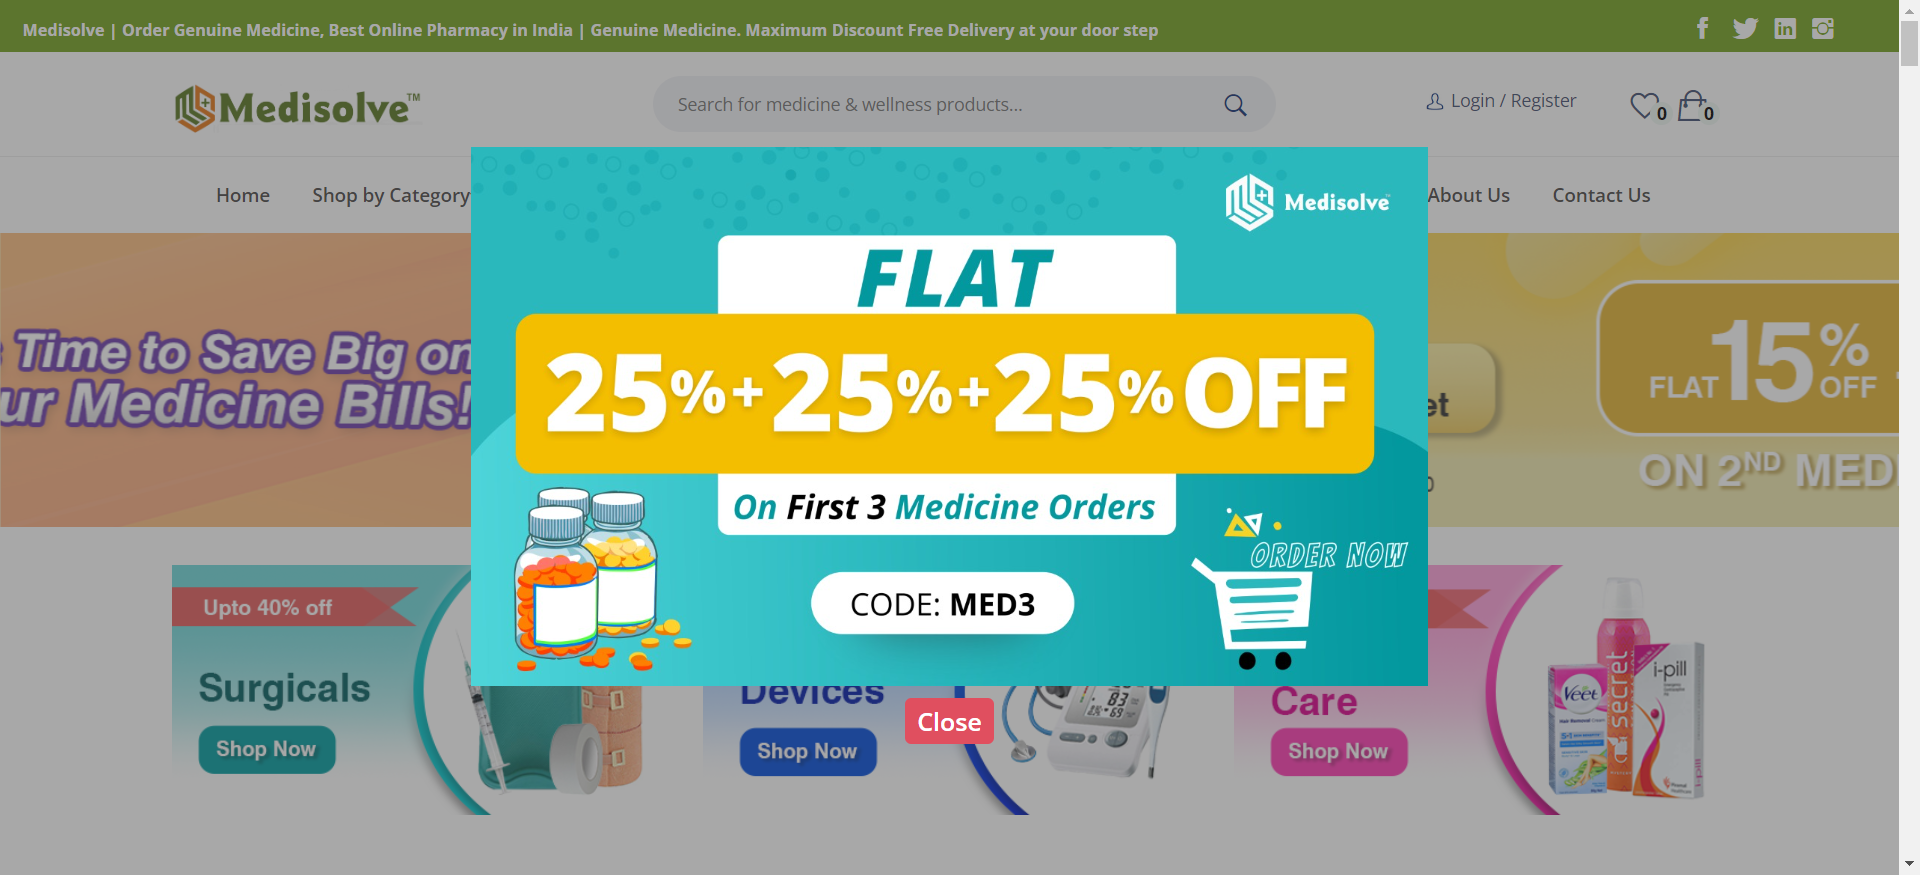 Medisolve | Order Genuine Medicine, Best Online Pharmacy in India | Genuine Medicine. Maximum Discount Free Delivery at your door step
Medisolve™
Search for medicine & wellness products...
Login / Register
0
0
Home
Shop by Category
About Us
Contact Us
Medisolve
FLAT
25%+25%+25%OFF
On First 3 Medicine Orders
CODE: MED3
ORDER NOW
Close
Time to Save Big on
ur Medicine Bills!
et
FLAT 15% OFF
ON 2ND MED
Upto 40% off
Surgicals
Shop Now
Devices
Shop Now
83
69
Care
Shop Now
Veet
secret
i-pill